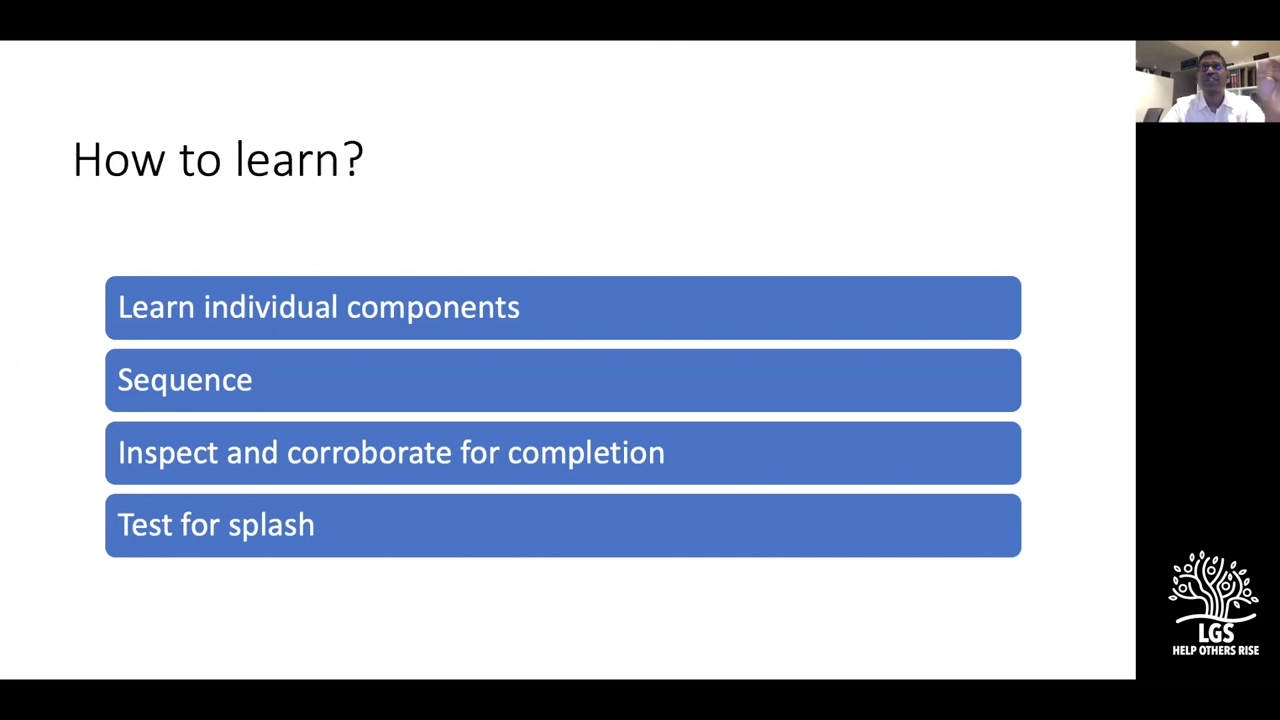 How to learn?
Learn individual components
Sequence
Inspect and corroborate for completion
Test for splash
LGS
HELP OTHERS RISE